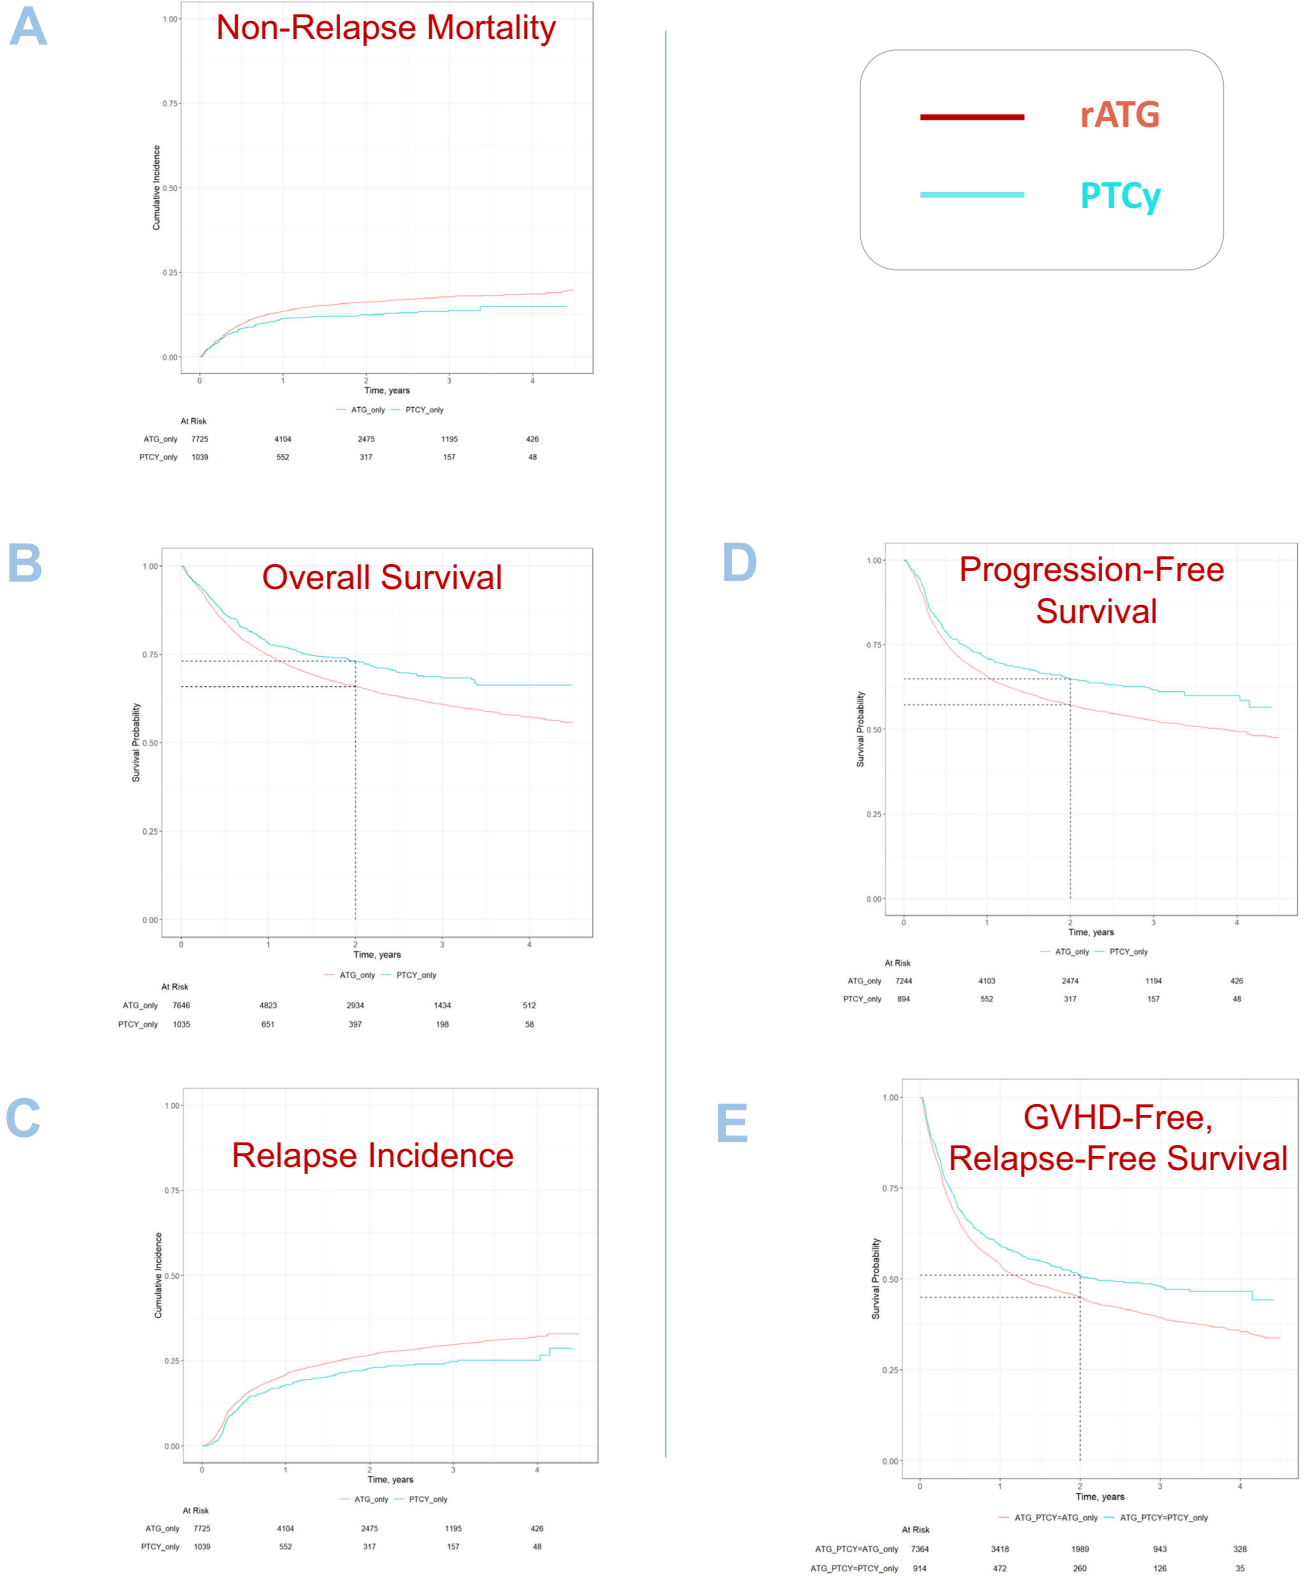 A
Non-Relapse Mortality
1.00
0.75
0.50
0.25
0.00
Cumulative Incidence
0 1 2 3 4
Time, years
ATG_only PTCY_only
At Risk
ATG_only 7725 4104 2475 1195 426
PTCY_only 1039 552 317 157 48
rATG
PTCy
B
Overall Survival
1.00
0.75
0.50
0.25
0.00
Survival Probability
0 1 2 3 4
Time, years
ATG_only PTCY_only
At Risk
ATG_only 7646 4823 2934 1434 512
PTCY_only 1035 651 397 198 58
C
Relapse Incidence
1.00
0.75
0.50
0.25
0.00
Cumulative Incidence
0 1 2 3 4
Time, years
ATG_only PTCY_only
At Risk
ATG_only 7725 4104 2475 1195 426
PTCY_only 1039 552 317 157 48
D
Progression-Free
Survival
1.00
0.75
0.50
0.25
0.00
Survival Probability
0 1 2 3 4
Time, years
ATG_only PTCY_only
At Risk
ATG_only 7244 4103 2474 1194 426
PTCY_only 894 552 317 157 48
E
GVHD-Free,
Relapse-Free Survival
1.00
0.75
0.50
0.25
0.00
Survival Probability
0 1 2 3 4
Time, years
ATG_PTCY=ATG_only ATG_PTCY=PTCY_only
At Risk
ATG_PTCY=ATG_only 7364 3418 1989 943 328
ATG_PTCY=PTCY_only 914 472 260 126 35